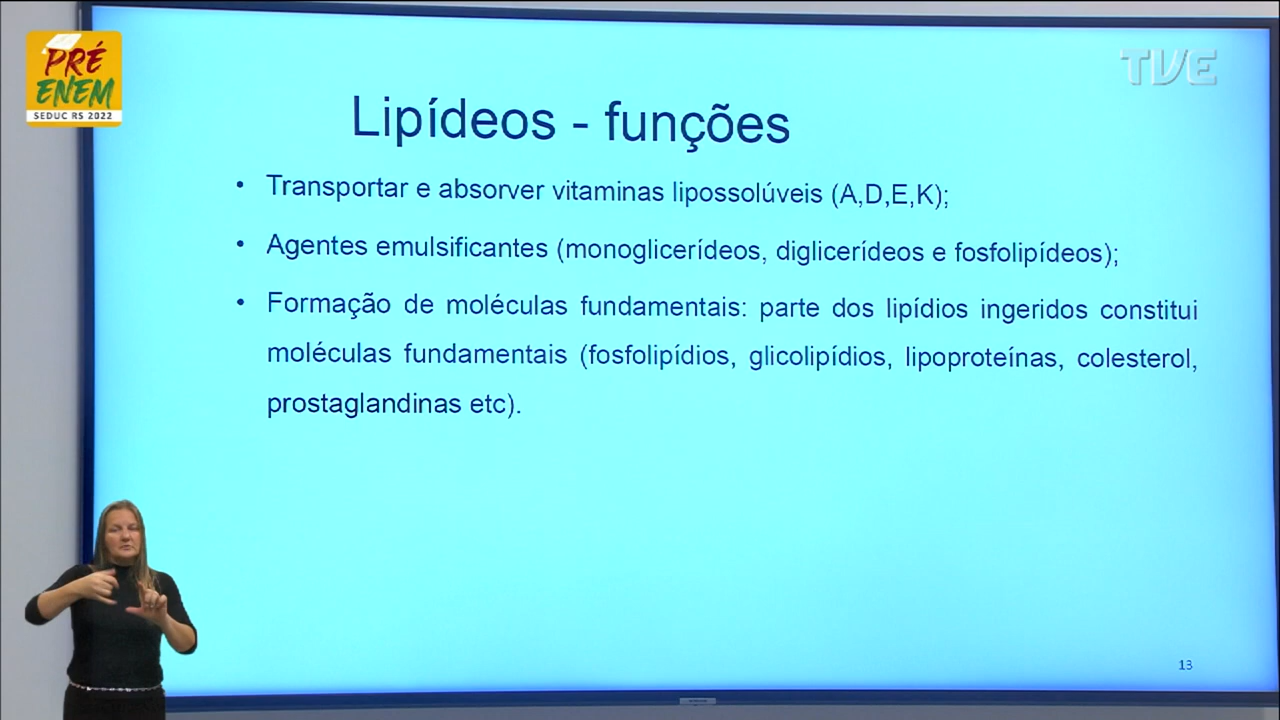 PRÉ
ENEM
SEDUC RS 2022
TVE
Lipídeos - funções
• Transportar e absorver vitaminas lipossolúveis (A,D,E,K);
• Agentes emulsificantes (monoglicerídeos, diglicerídeos e fosfolipídeos);
• Formação de moléculas fundamentais: parte dos lipídios ingeridos constitui
moléculas fundamentais (fosfolipídios, glicolipídios, lipoproteínas, colesterol,
prostaglandinas etc).
13